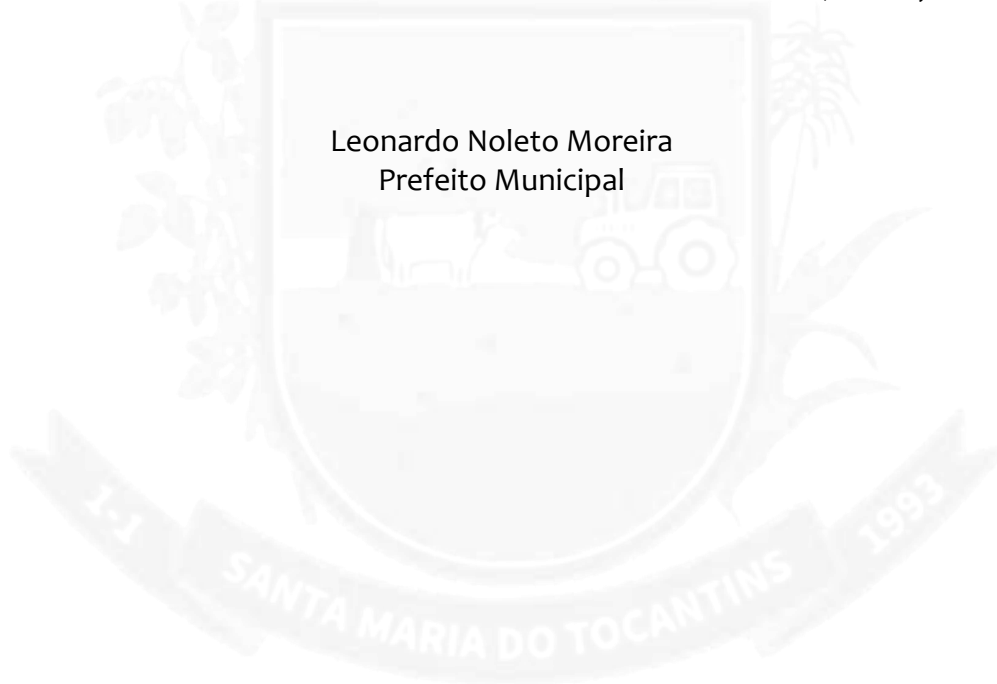 Leonardo Noleto Moreira
Prefeito Municipal
1-1
SANTA MARIA DO TOCANTINS
1993